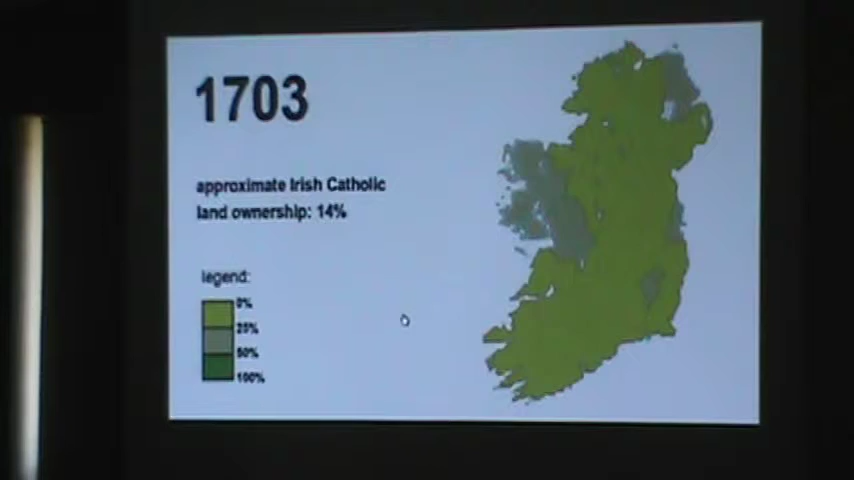 1703
approximate Irish Catholic
land ownership: 14%
legend:
0%
25%
50%
100%